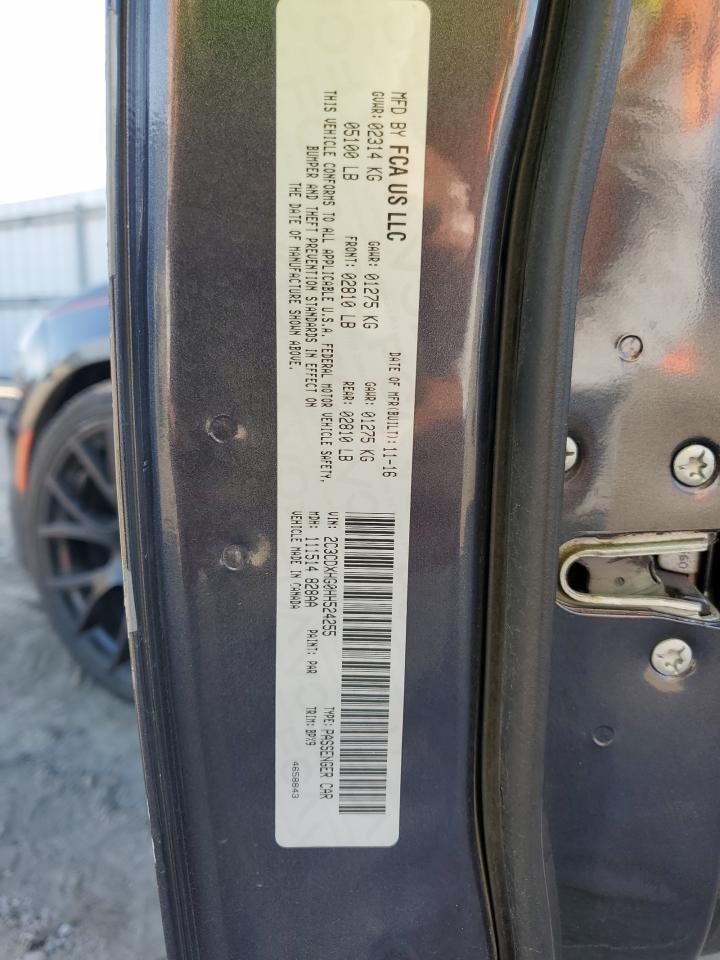 MFD BY FCA US LLC
DATE OF MFR(BUILT): 11-16
GVWR: 02314 KG
GAWR: 01275 KG
GAWR: 01275 KG
05100 LB
FRONT: 02810 LB
REAR: 02810 LB
THIS VEHICLE CONFORMS TO ALL APPLICABLE U.S.A. FEDERAL MOTOR VEHICLE SAFETY,
BUMPER AND THEFT PREVENTION STANDARDS IN EFFECT ON
THE DATE OF MANUFACTURE SHOWN ABOVE.
VIN: 2C3CDXHG0HH524255
TYPE: PASSENGER CAR
MDH: 111514 828AA
PAINT: PAR
TRIM: BPX9
VEHICLE MADE IN CANADA
4658843